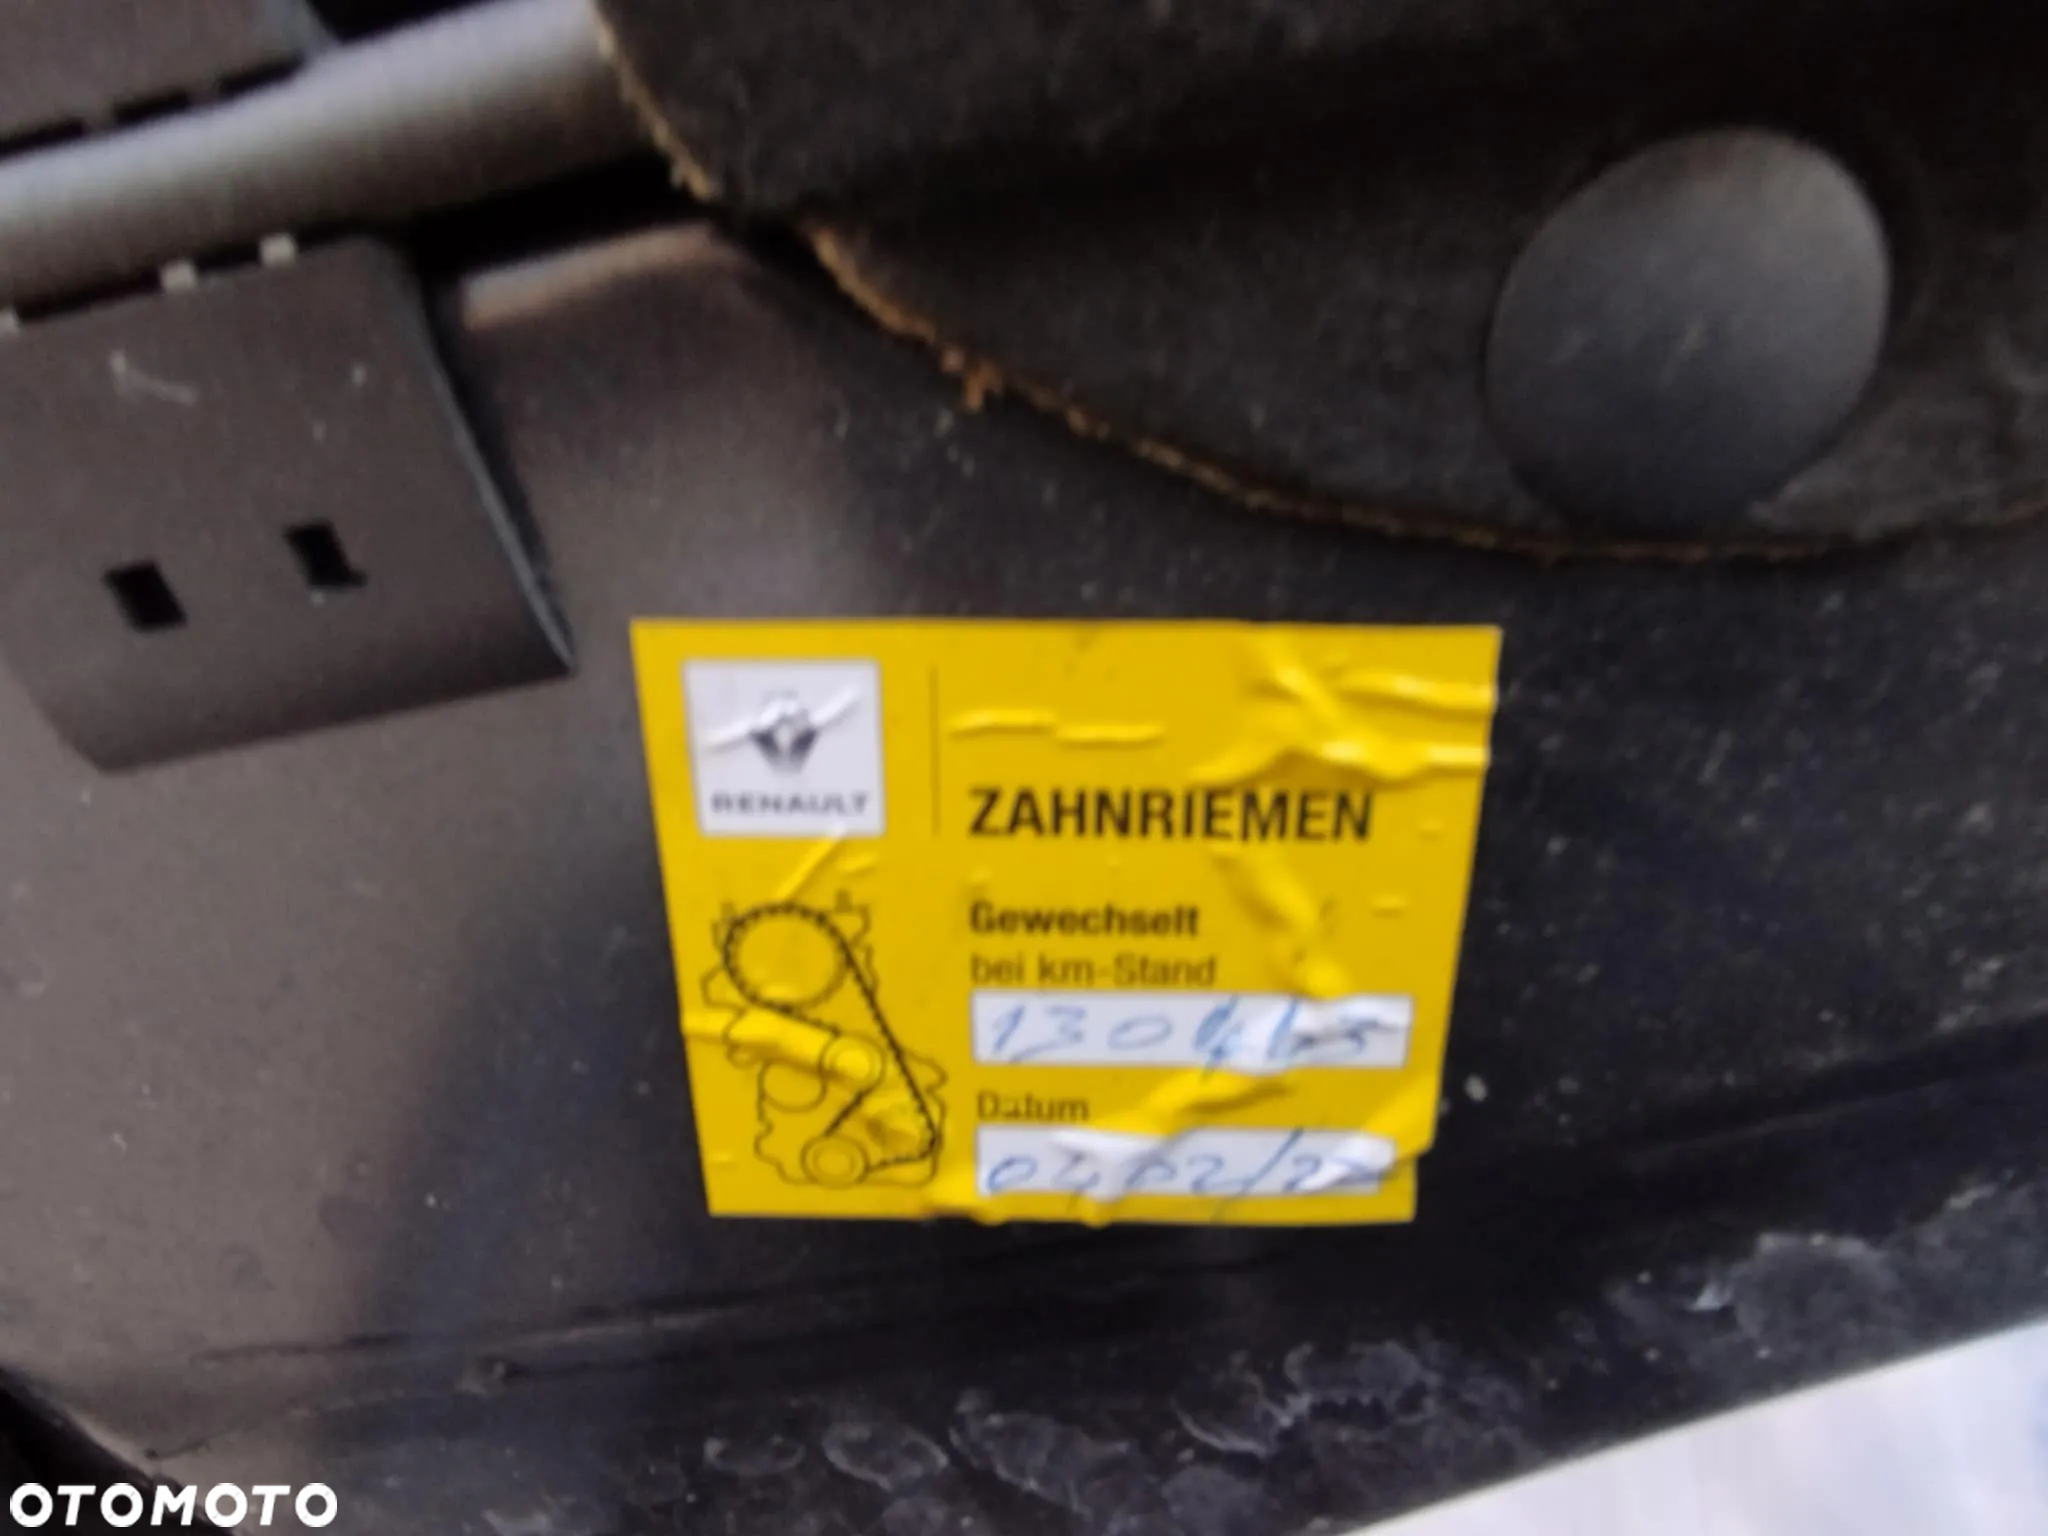 RENAULT
ZAHNRIEMEN
Gewechselt
bei km-Stand
Datum
OTOMOTO